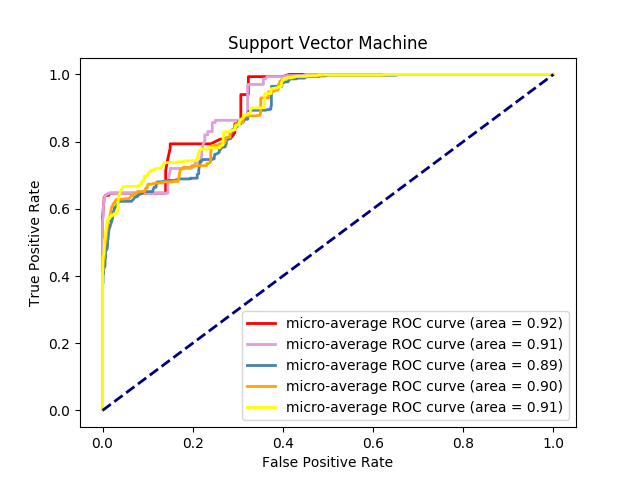 Support Vector Machine
1.0
0.8
0.6
0.4
0.2
0.0
True Positive Rate
0.0 0.2 0.4 0.6 0.8 1.0
False Positive Rate
micro-average ROC curve (area = 0.92)
micro-average ROC curve (area = 0.91)
micro-average ROC curve (area = 0.89)
micro-average ROC curve (area = 0.90)
micro-average ROC curve (area = 0.91)